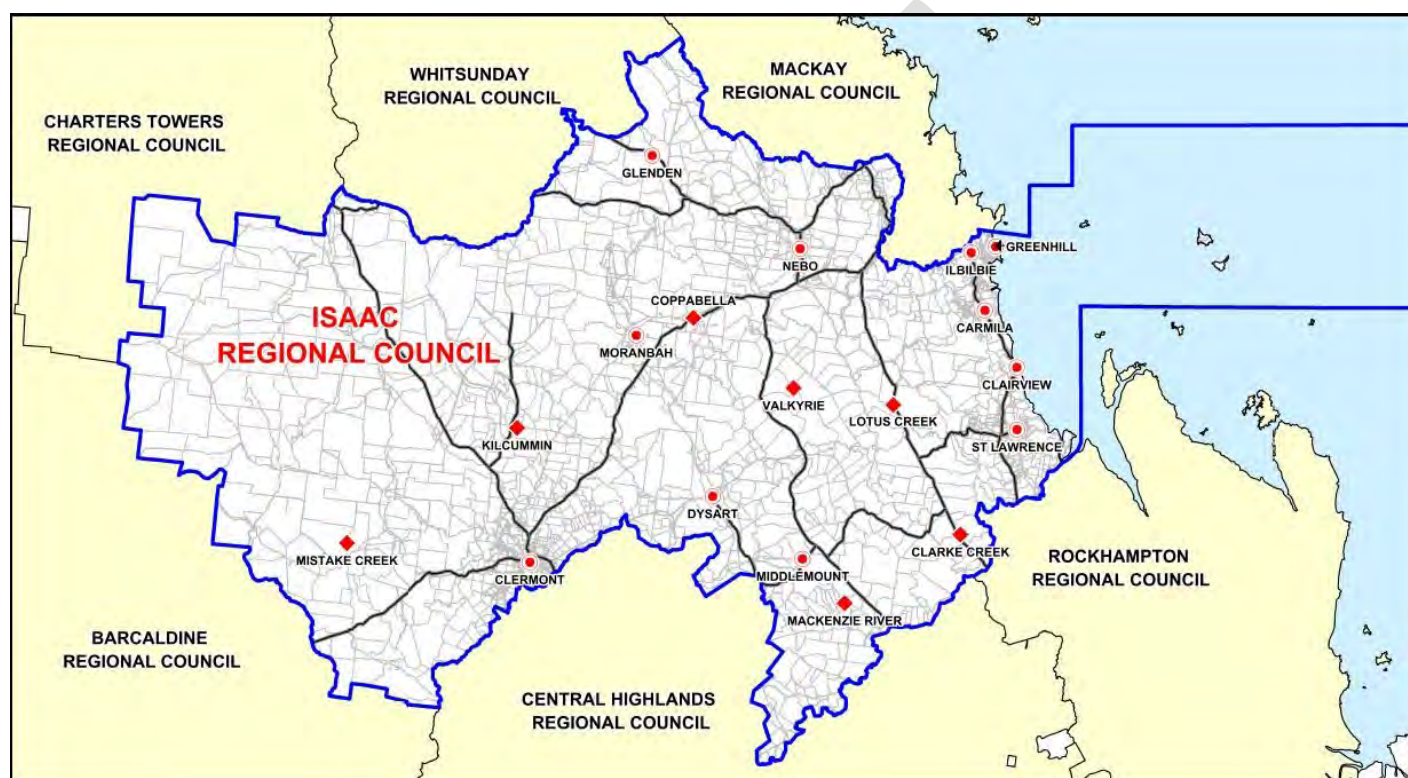 WHITSUNDAY
REGIONAL COUNCIL
MACKAY
REGIONAL COUNCIL
CHARTERS TOWERS
REGIONAL COUNCIL
GLENDEN
GREENHILL
NEBO
ILBILBIE
COPPABELLA
ISAAC
REGIONAL COUNCIL
CARMILA
MORANBAH
CLAIRVIEW
VALKYRIE
LOTUS CREEK
KILCUMMIN
ST LAWRENCE
DYSART
CLARKE CREEK
MISTAKE CREEK
ROCKHAMPTON
REGIONAL COUNCIL
CLERMONT
MIDDLEMOUNT
MACKENZIE RIVER
BARCALDINE
REGIONAL COUNCIL
CENTRAL HIGHLANDS
REGIONAL COUNCIL